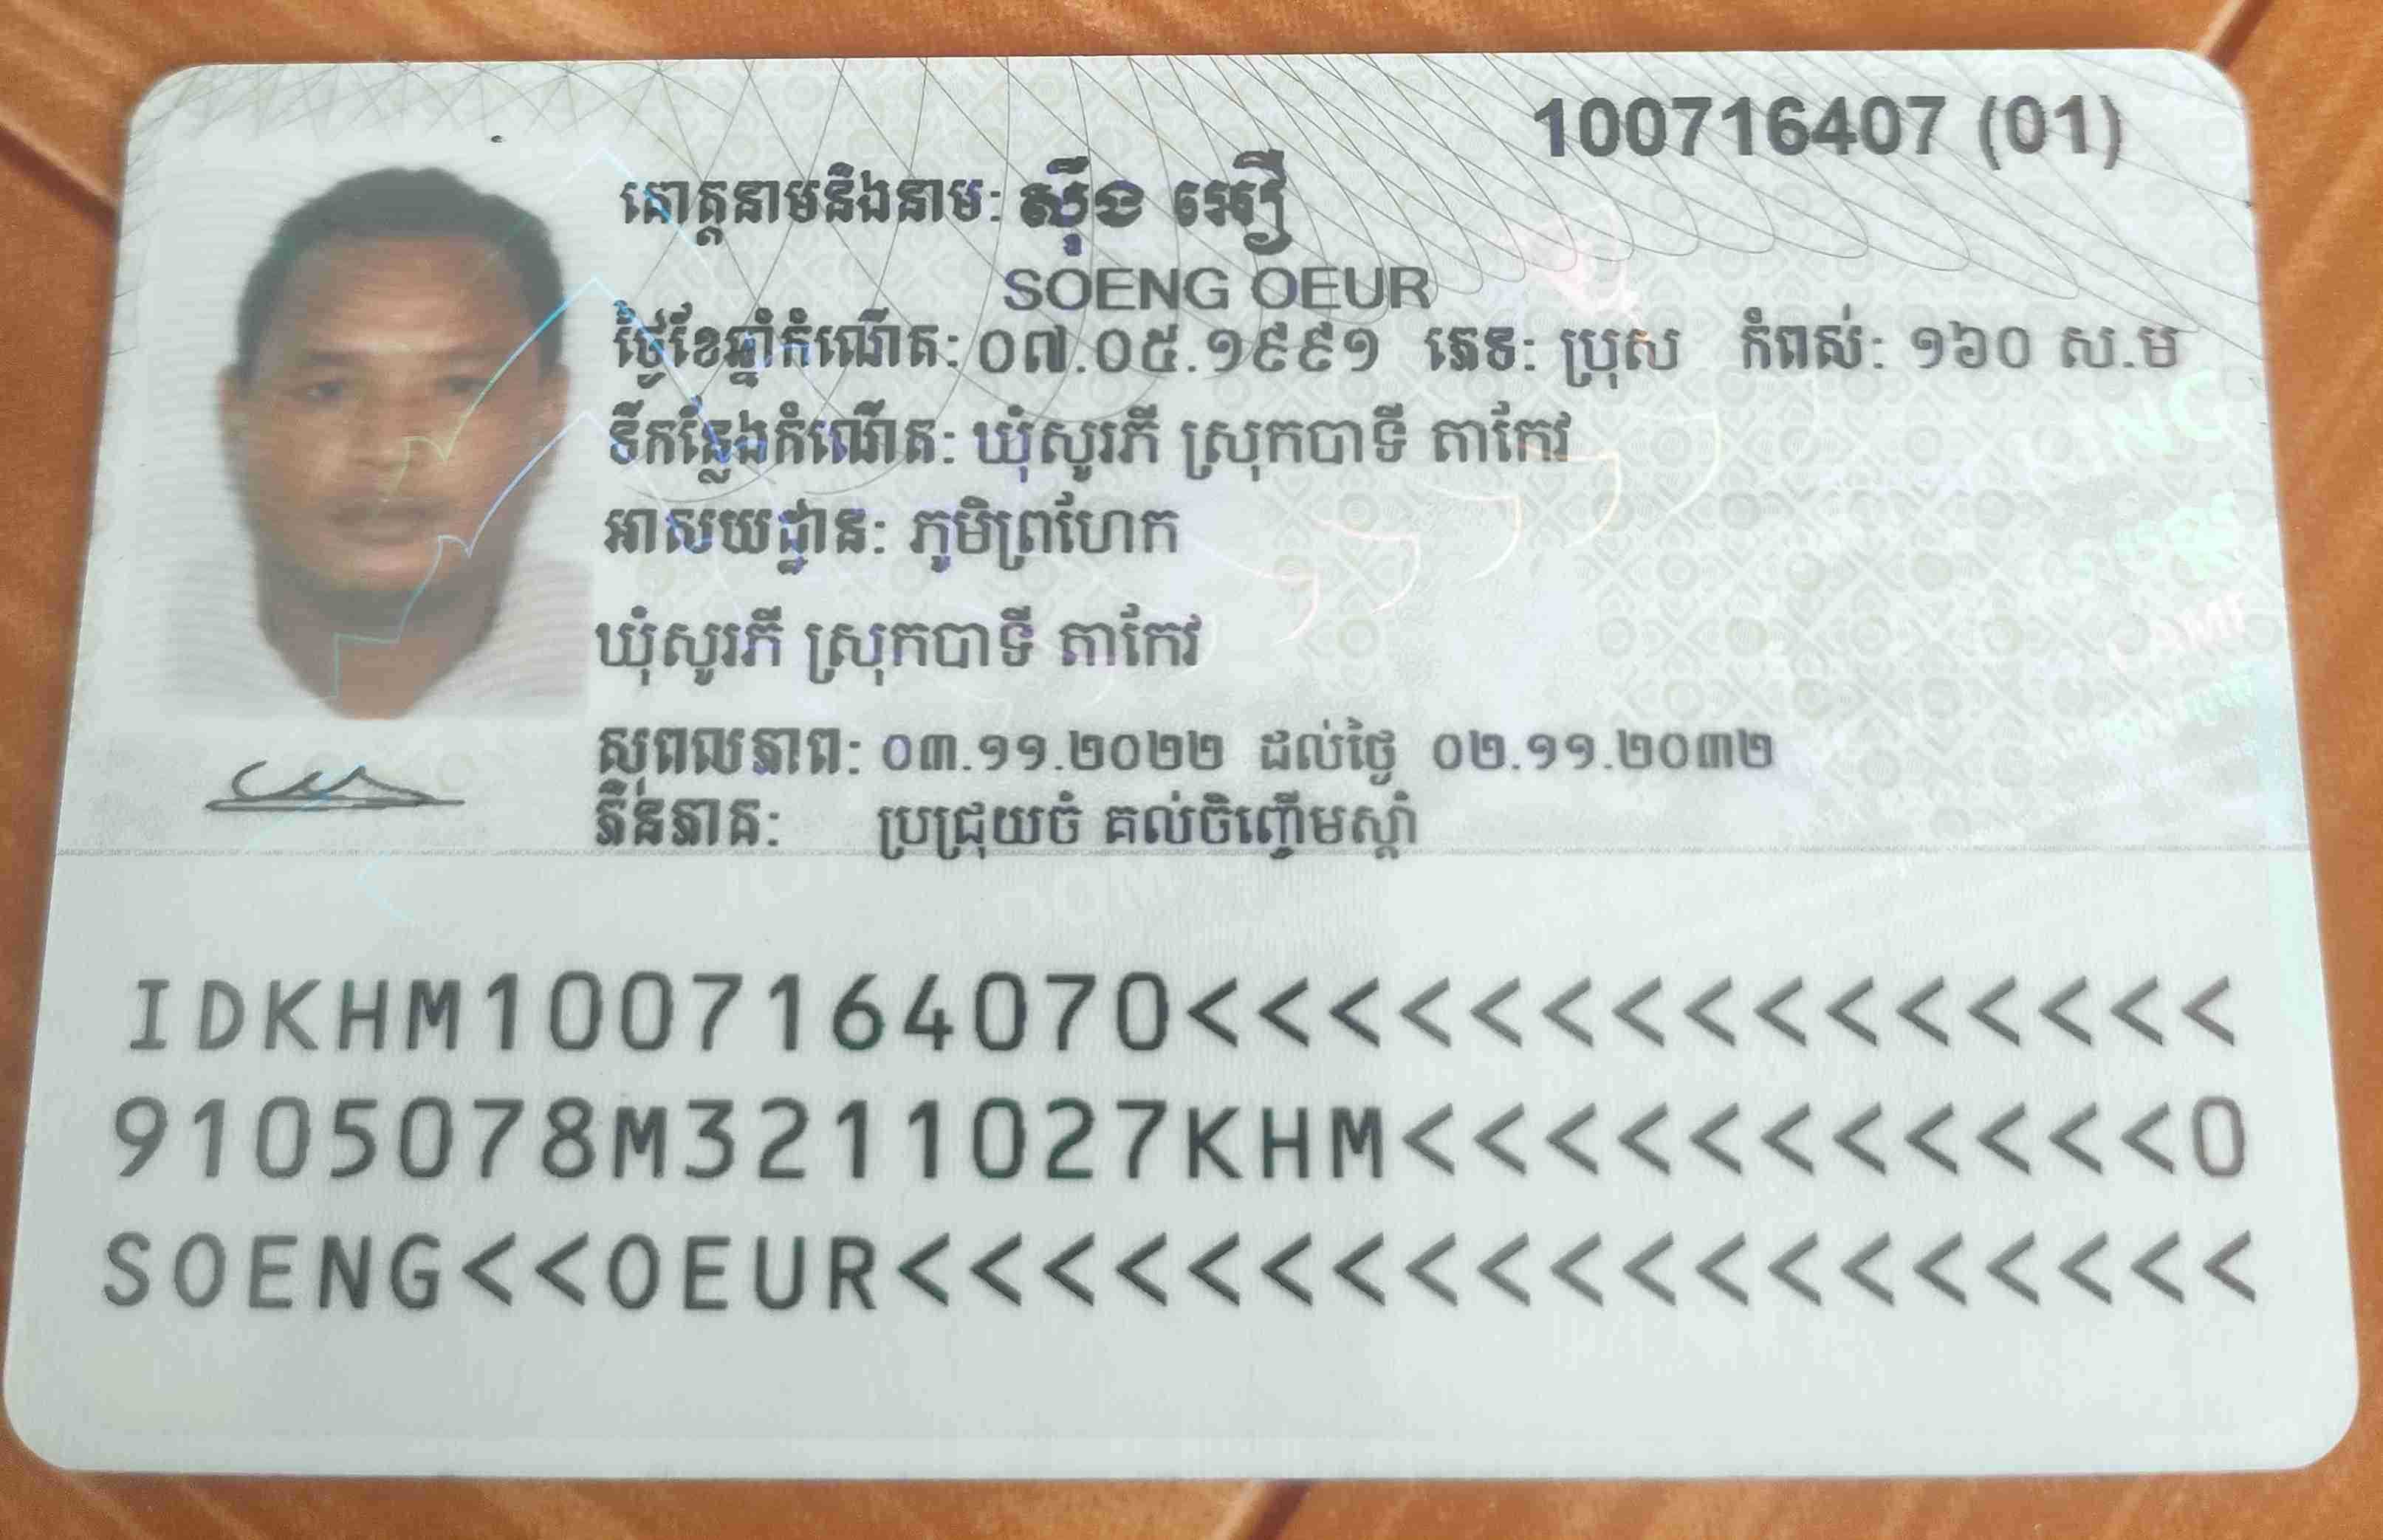 100716407 (01)
គោត្តនាមនិងនាម: ស៊ឹង អឿ
SOENG OEUR
ថ្ងៃខែឆ្នាំកំណើត: ០៧.០៥.១៩៩១ ភេទ: ប្រុស កំពស់: ១៦០ ស.ម
ទីកន្លែងកំណើត: ឃុំសូរភី ស្រុកបាទី តាកែវ
អាសយដ្ឋាន: ភូមិព្រហែក
ឃុំសូរភី ស្រុកបាទី តាកែវ
សុពលភាព: ០៣.១១.២០២២ ដល់ថ្ងៃ ០២.១១.២០៣២
ភិនភាគ: ប្រជ្រុយចំ គល់ចិញ្ចើមស្តាំ
IDKHM1007164070<<<<<<<<<<<<<<<
9105078M3211027KHM<<<<<<<<<<<0
SOENG<<OEUR<<<<<<<<<<<<<<<<<<<